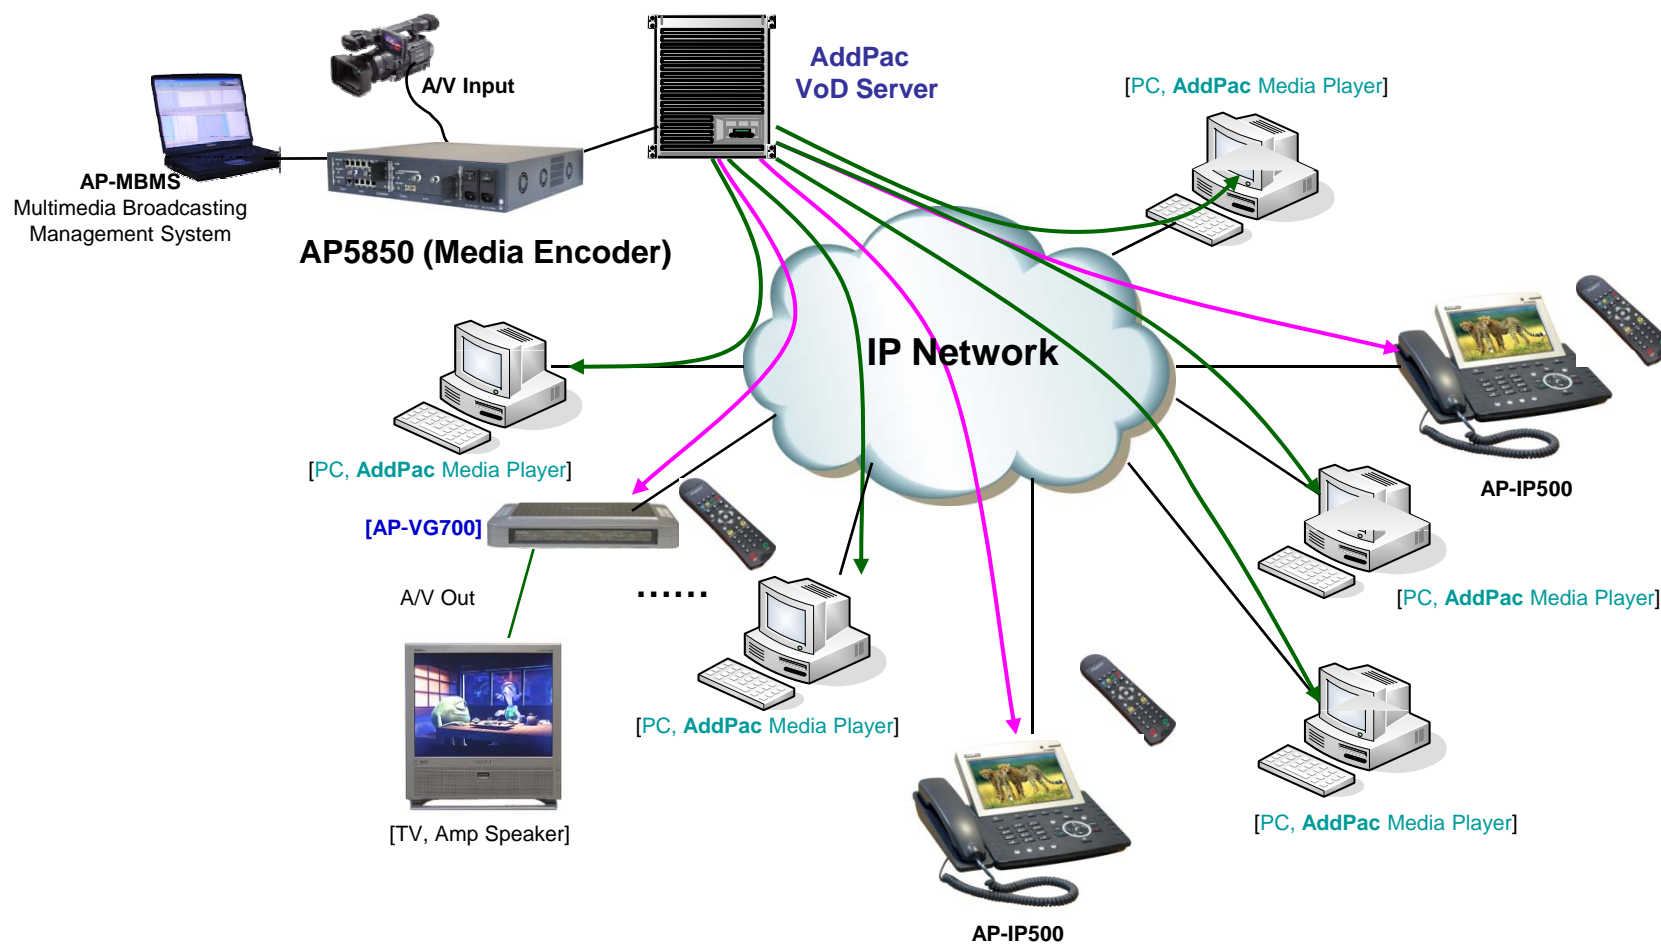 A/V Input
AddPac
VoD Server
[PC, AddPac Media Player]
AP-MBMS
Multimedia Broadcasting
Management System
AP5850 (Media Encoder)
IP Network
[PC, AddPac Media Player]
AP-IP500
[AP-VG700]
A/V Out
......
[PC, AddPac Media Player]
[PC, AddPac Media Player]
[TV, Amp Speaker]
[PC, AddPac Media Player]
AP-IP500